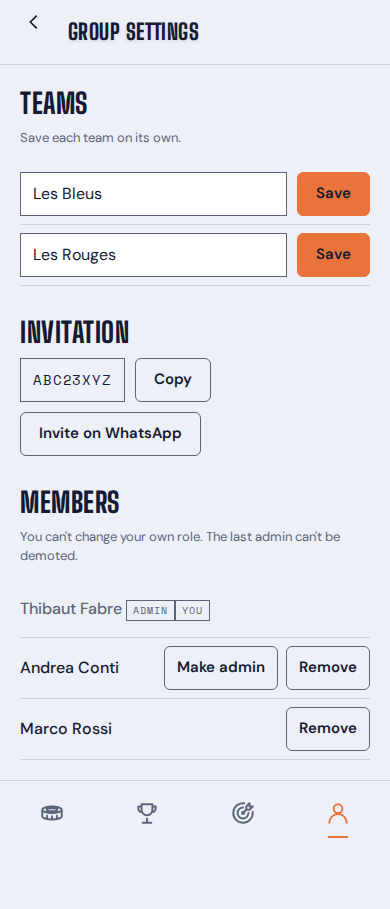 GROUP SETTINGS
TEAMS
Save each team on its own.
Les Bleus Save
Les Rouges Save
INVITATION
ABC23XYZ Copy
Invite on WhatsApp
MEMBERS
You can't change your own role. The last admin can't be
demoted.
Thibaut Fabre ADMIN YOU
Andrea Conti Make admin Remove
Marco Rossi Remove